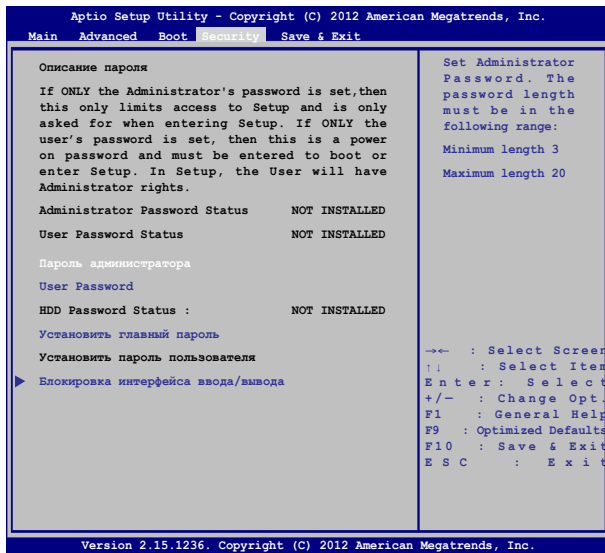 Aptio Setup Utility - Copyright (C) 2012 American Megatrends, Inc.
Main Advanced Boot Security Save & Exit
Описание пароля
If ONLY the Administrator's password is set,then
this only limits access to Setup and is only
asked for when entering Setup. If ONLY the
user's password is set, then this is a power
on password and must be entered to boot or
enter Setup. In Setup, the User will have
Administrator rights.
Administrator Password Status NOT INSTALLED
User Password Status NOT INSTALLED
Пароль администратора
User Password
HDD Password Status : NOT INSTALLED
Установить главный пароль
Установить пароль пользователя
Блокировка интерфейса ввода/вывода
Set Administrator
Password. The
password length
must be in the
following range:
Minimum length 3
Maximum length 20
→← : Select Screen
↑↓ : Select Item
Enter: Select
+/— : Change Opt.
F1 : General Help
F9 : Optimized Defaults
F10 : Save & Exit
ESC : Exit
Version 2.15.1236. Copyright (C) 2012 American Megatrends, Inc.